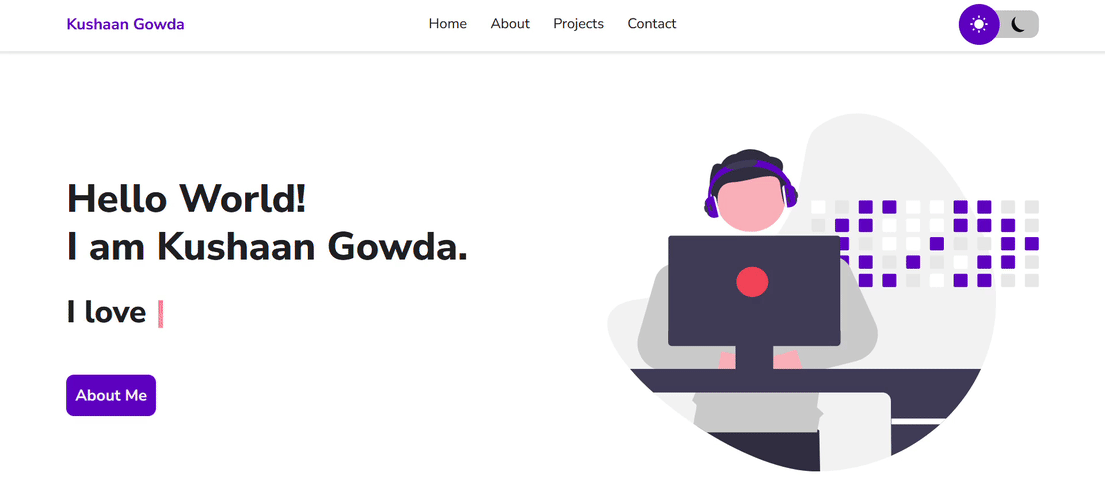 Kushaan Gowda
Home About Projects Contact
Hello World!
I am Kushaan Gowda.
I love
About Me